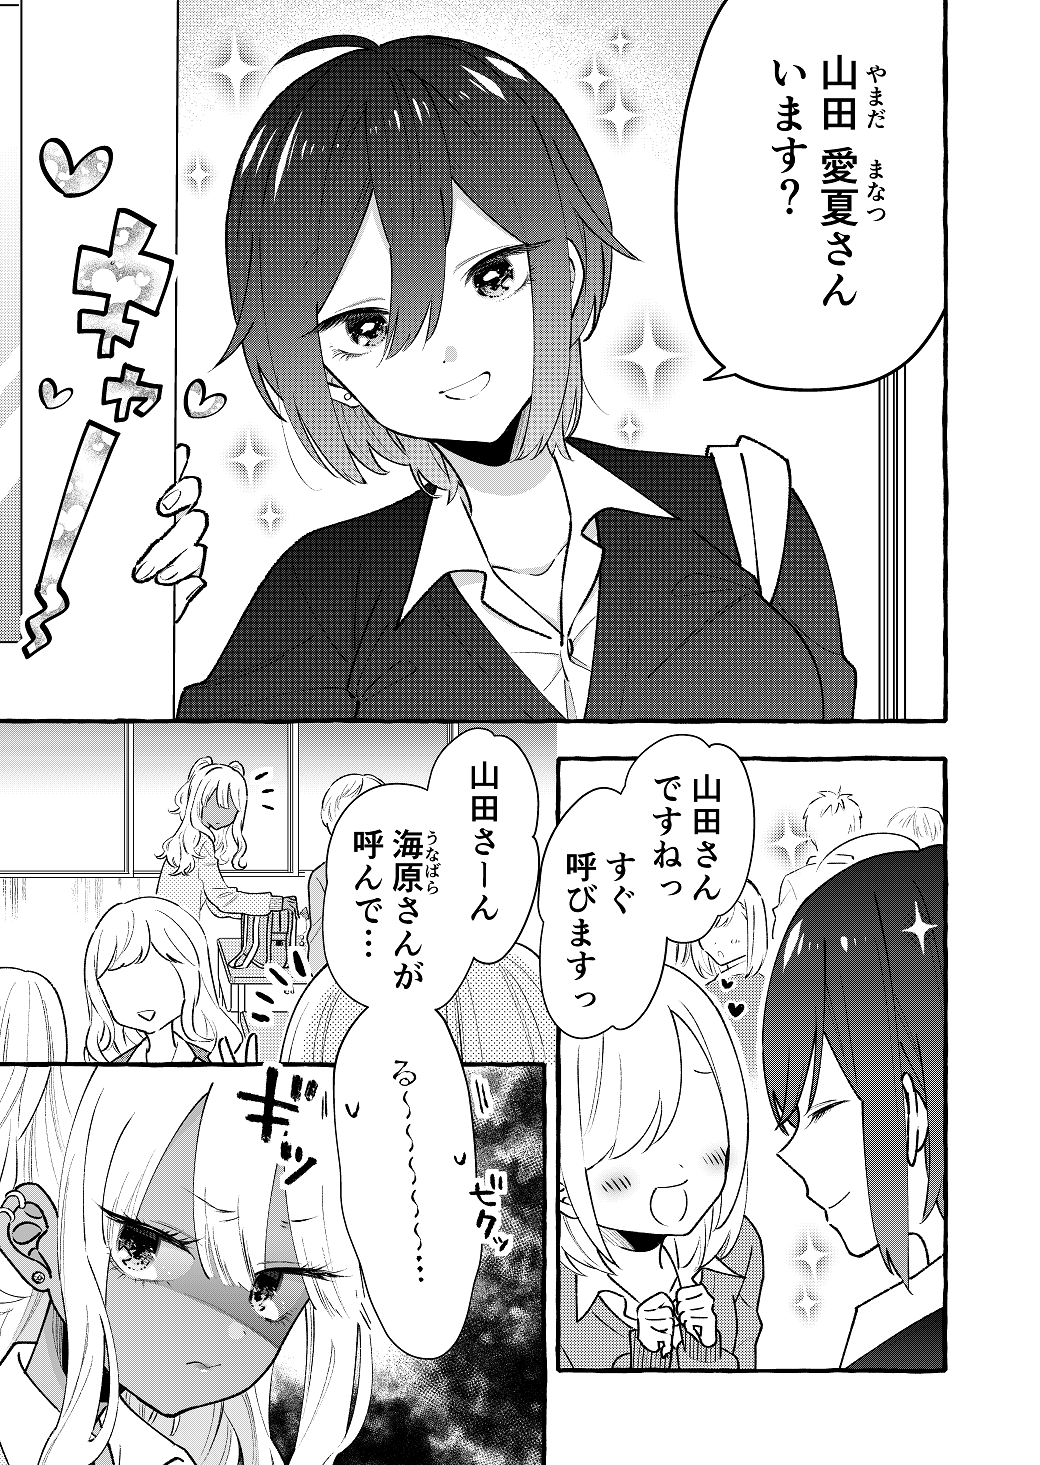 山田 愛夏さん
やまだ まなつ
います？
キャー
山田さん
ですねっ
すぐ
呼びますっ
山田さーん
海原さんが
うなばら
呼んで…
る〜〜〜〜〜…
ギッ
ビクッ